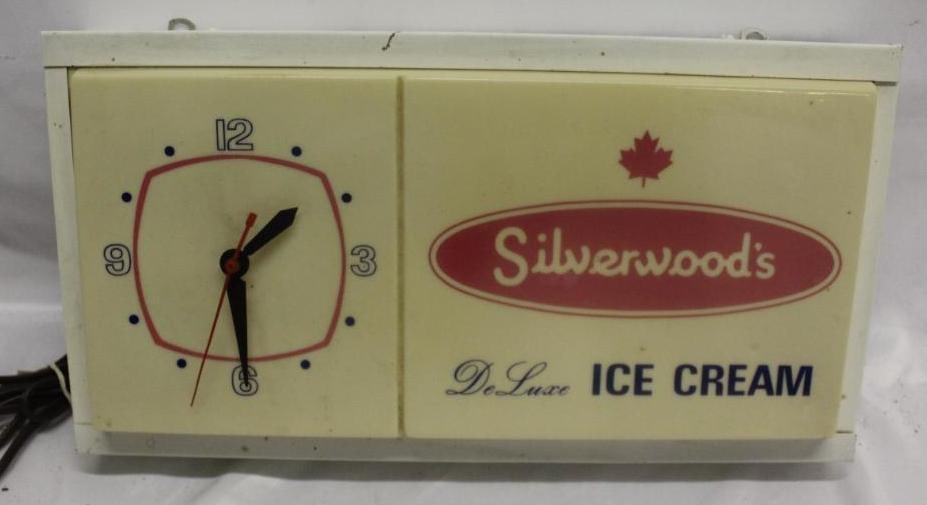 12
9
3
6
Silverwood's
DeLuxe ICE CREAM